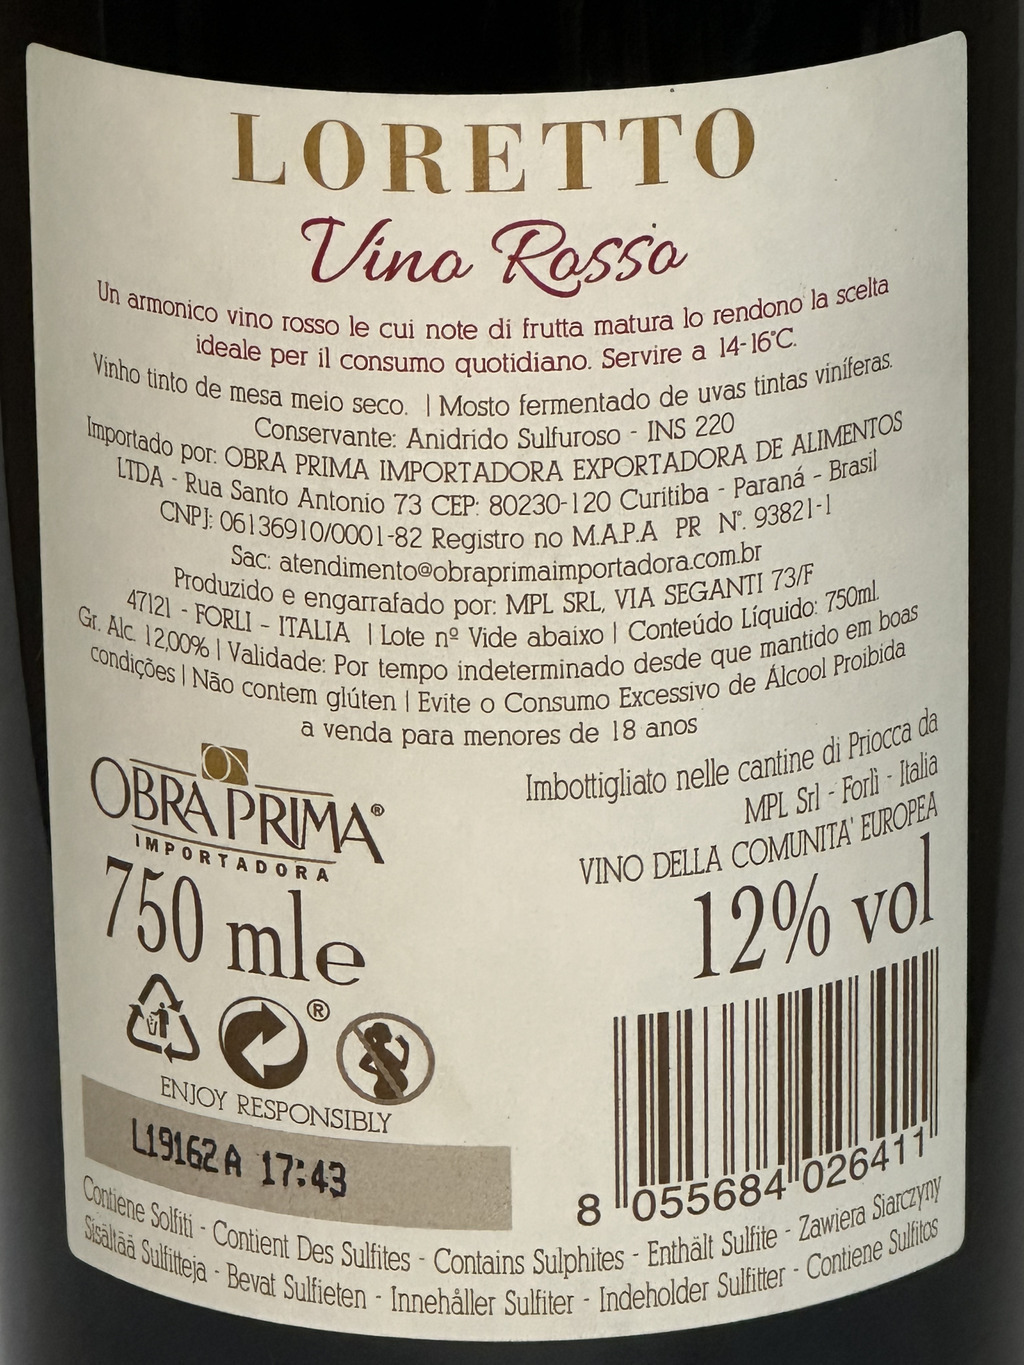 LORETTO
Vino Rosso
Un armonico vino rosso le cui note di frutta matura lo rendono la scelta
ideale per il consumo quotidiano. Servire a 14-16°C.
Vinho tinto de mesa meio seco. | Mosto fermentado de uvas tintas viníferas.
Conservante: Anidrido Sulfuroso - INS 220
Importado por: OBRA PRIMA IMPORTADORA EXPORTADORA DE ALIMENTOS
LTDA - Rua Santo Antonio 73 CEP: 80230-120 Curitiba - Paraná - Brasil
CNPJ: 06136910/0001-82 Registro no M.A.P.A PR Nº. 93821-1
Sac: atendimento@obraprimaimportadora.com.br
Produzido e engarrafado por: MPL SRL, VIA SEGANTI 73/F
47121 - FORLI - ITALIA | Lote nº Vide abaixo | Conteúdo Líquido: 750ml.
Gr. Alc. 12,00% | Validade: Por tempo indeterminado desde que mantido em boas
condições | Não contem glúten | Evite o Consumo Excessivo de Álcool Proibida
a venda para menores de 18 anos
OBRA PRIMA®
IMPORTADORA
Imbottigliato nelle cantine di Priocca da
MPL Srl - Forlì - Italia
VINO DELLA COMUNITA' EUROPEA
750 mle
12% vol
®
ENJOY RESPONSIBLY
L19162A 17:43
8 055684 026411
Contiene Solfiti - Contient Des Sulfites - Contains Sulphites - Enthält Sulfite - Zawiera Siarczyny
Sisältää Sulfitteja - Bevat Sulfieten - Innehåller Sulfiter - Indeholder Sulfitter - Contiene Sulfitos